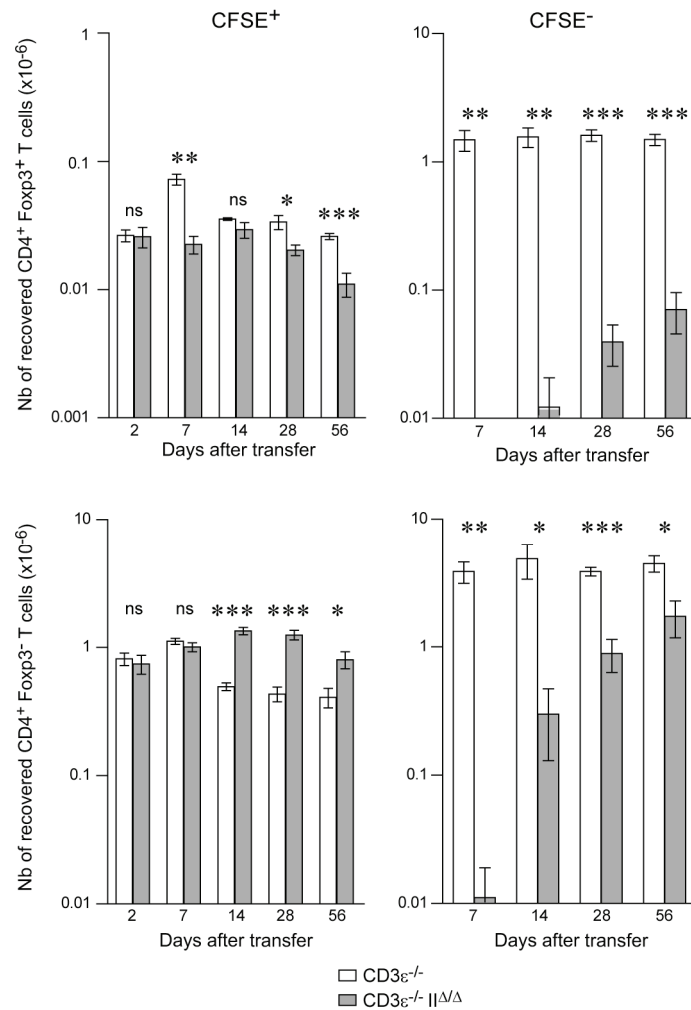 CFSE+
CFSE-
Nb of recovered CD4+ Foxp3+ T cells (x10-6)
1
0.1
0.01
0.001
ns
**
ns
*
***
2 7 14 28 56
Days after transfer
10
1
0.1
0.01
** ** *** ***
7 14 28 56
Days after transfer
Nb of recovered CD4+ Foxp3- T cells (x10-6)
10
1
0.1
0.01
ns ns *** *** *
2 7 14 28 56
Days after transfer
10
1
0.1
0.01
** * *** *
7 14 28 56
Days after transfer
CD3ε-/-
CD3ε-/- IIΔ/Δ